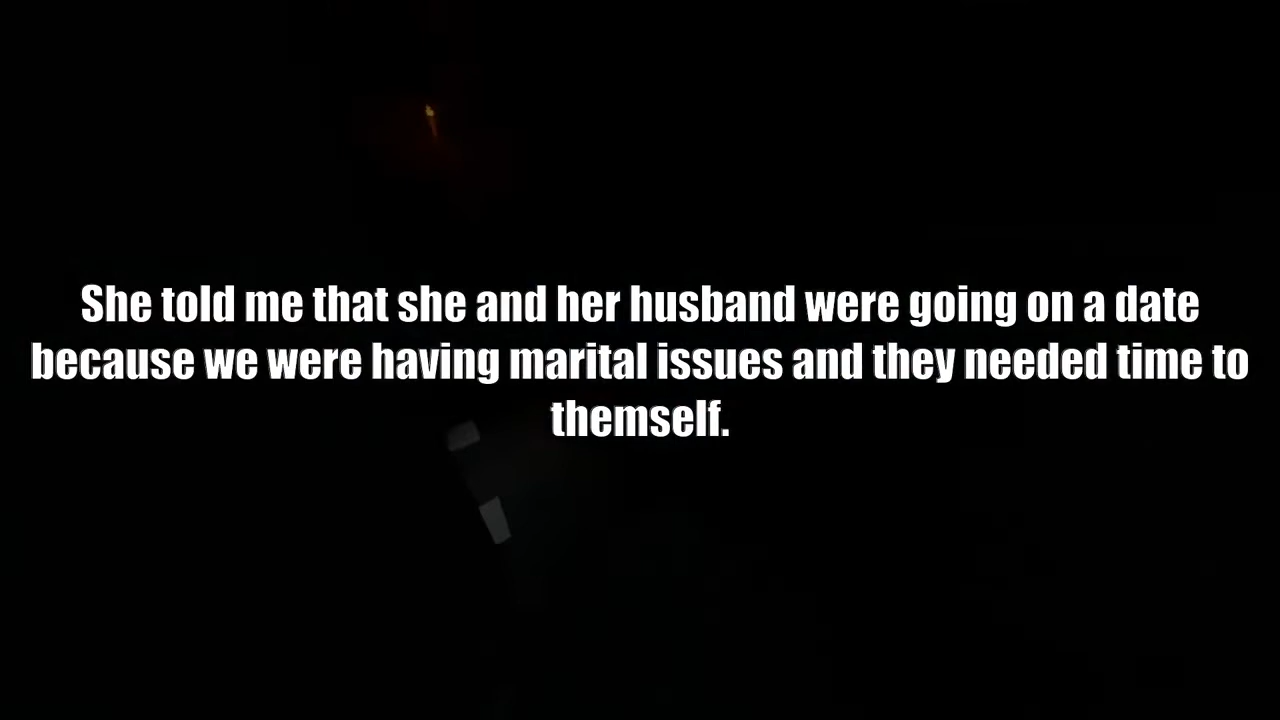 She told me that she and her husband were going on a date
because we were having marital issues and they needed time to
themself.